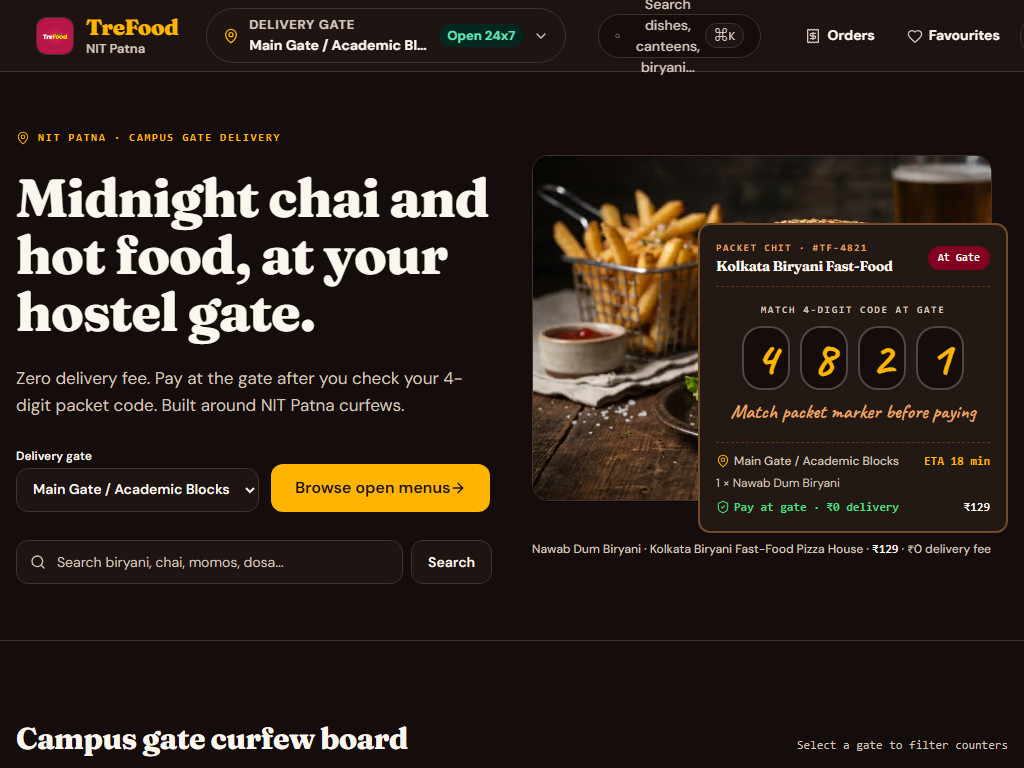 TreFood
TreFood
NIT Patna
DELIVERY GATE
Main Gate / Academic Bl...
Open 24x7
Search
dishes,
canteens,
biryani...
⌘K
Orders
Favourites
NIT PATNA · CAMPUS GATE DELIVERY
Midnight chai and
hot food, at your
hostel gate.
Zero delivery fee. Pay at the gate after you check your 4-
digit packet code. Built around NIT Patna curfews.
Delivery gate
Main Gate / Academic Blocks
Browse open menus→
Search biryani, chai, momos, dosa...
Search
PACKET CHIT · #TF-4821
Kolkata Biryani Fast-Food
At Gate
MATCH 4-DIGIT CODE AT GATE
4 8 2 1
Match packet marker before paying
Main Gate / Academic Blocks
ETA 18 min
1 × Nawab Dum Biryani
Pay at gate · ₹0 delivery
₹129
Nawab Dum Biryani · Kolkata Biryani Fast-Food Pizza House · ₹129 · ₹0 delivery fee
Campus gate curfew board
Select a gate to filter counters